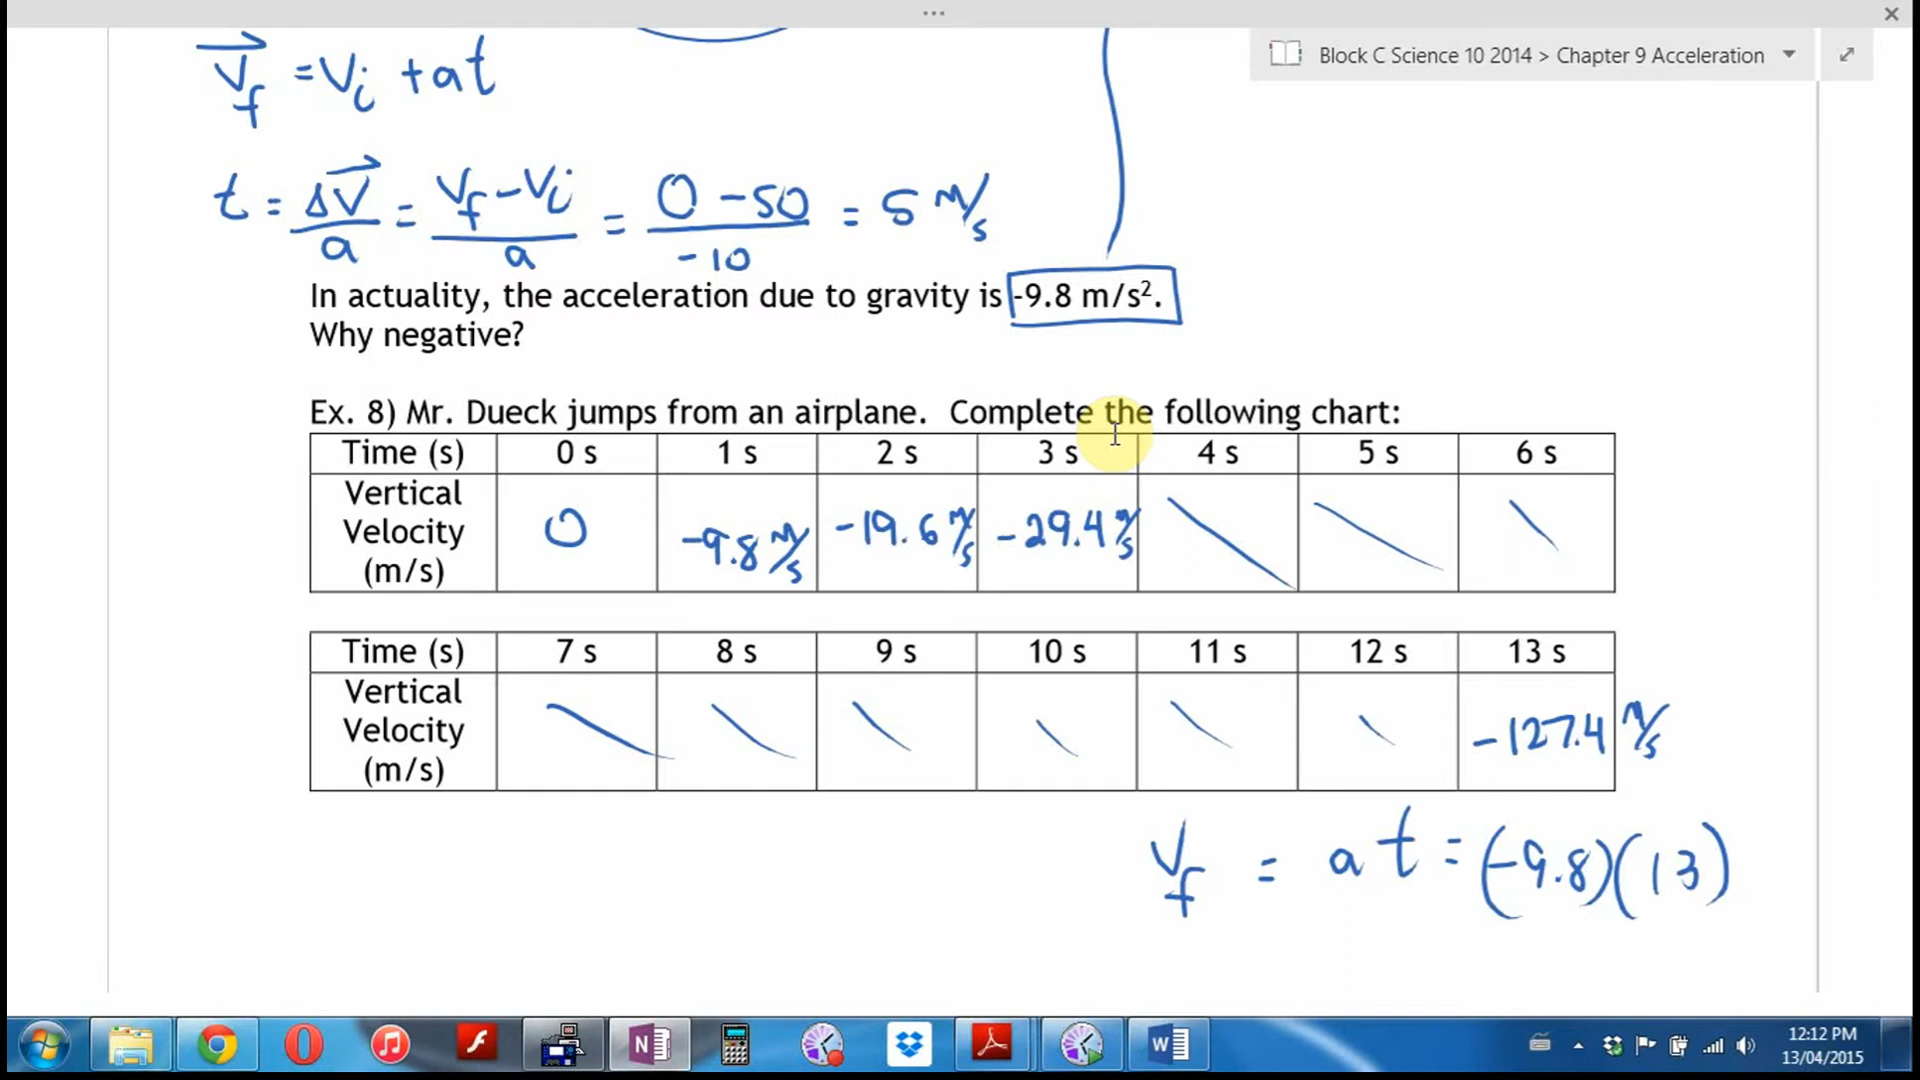 ...
Block C Science 10 2014 > Chapter 9 Acceleration
vf = vi + at
t = Δv/a = vf - vi/a = 0 - 50/-10 = 5 m/s
In actuality, the acceleration due to gravity is -9.8 m/s².
Why negative?
Ex. 8) Mr. Dueck jumps from an airplane. Complete the following chart:
Time (s) 0 s 1 s 2 s 3 s 4 s 5 s 6 s
Vertical Velocity (m/s) 0 -9.8 m/s -19.6 m/s -29.4 m/s
Time (s) 7 s 8 s 9 s 10 s 11 s 12 s 13 s
Vertical Velocity (m/s) -127.4 m/s
vf = at = (-9.8)(13)
12:12 PM
13/04/2015